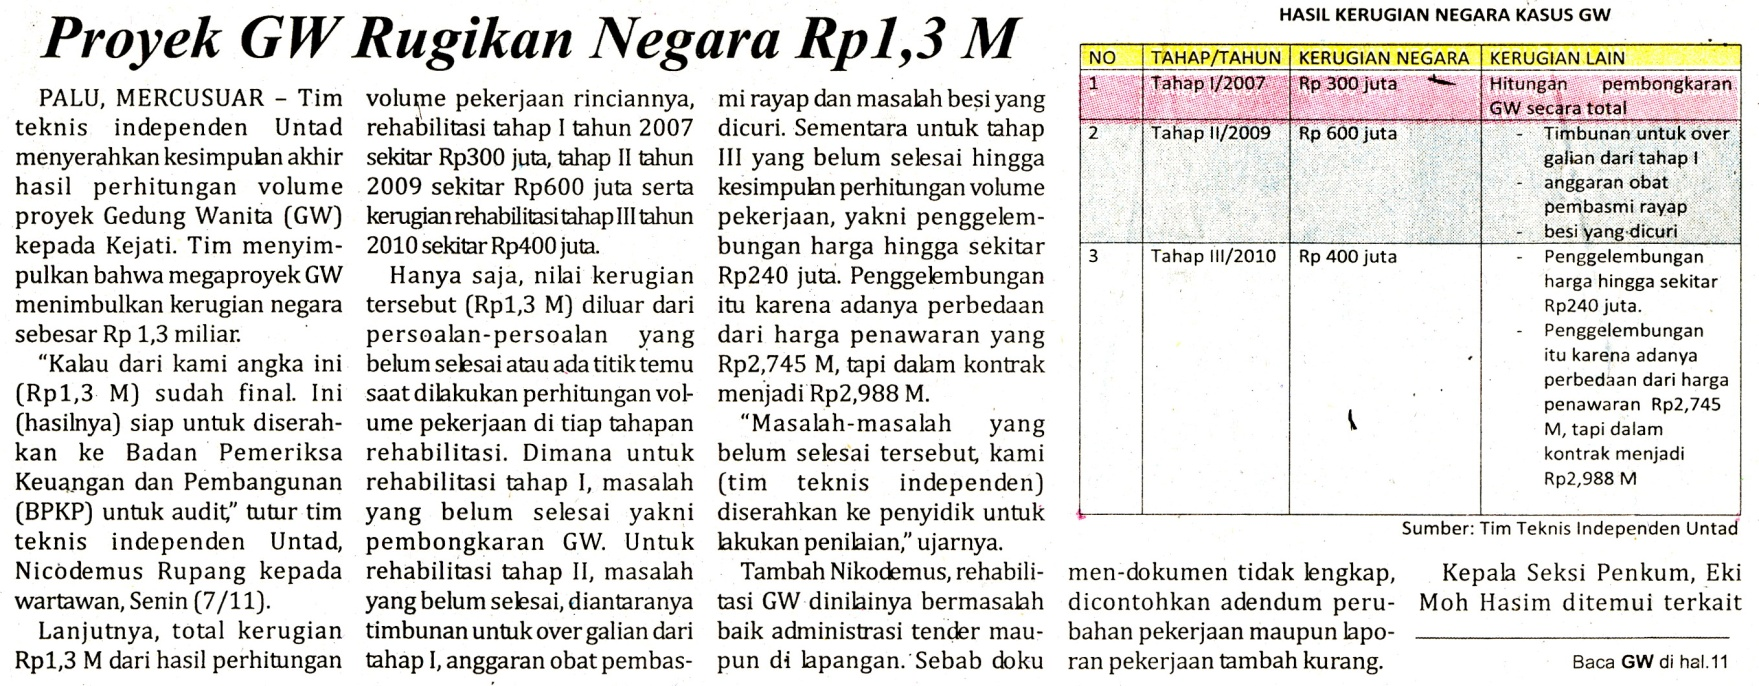 Proyek GW Rugikan Negara Rp1,3 M
PALU, MERCUSUAR – Tim
teknis independen Untad
menyerahkan kesimpulan akhir
hasil perhitungan volume
proyek Gedung Wanita (GW)
kepada Kejati. Tim menyim-
pulkan bahwa megaproyek GW
menimbulkan kerugian negara
sebesar Rp 1,3 miliar.
“Kalau dari kami angka ini
(Rp1,3 M) sudah final. Ini
(hasilnya) siap untuk diserah-
kan ke Badan Pemeriksa
Keuangan dan Pembangunan
(BPKP) untuk audit,” tutur tim
teknis independen Untad,
Nicodemus Rupang kepada
wartawan, Senin (7/11).
Lanjutnya, total kerugian
Rp1,3 M dari hasil perhitungan
volume pekerjaan rinciannya,
rehabilitasi tahap I tahun 2007
sekitar Rp300 juta, tahap II tahun
2009 sekitar Rp600 juta serta
kerugian rehabilitasi tahap III tahun
2010 sekitar Rp400 juta.
Hanya saja, nilai kerugian
tersebut (Rp1,3 M) diluar dari
persoalan-persoalan yang
belum selesai atau ada titik temu
saat dilakukan perhitungan vol-
ume pekerjaan di tiap tahapan
rehabilitasi. Dimana untuk
rehabilitasi tahap I, masalah
yang belum selesai yakni
pembongkaran GW. Untuk
rehabilitasi tahap II, masalah
yang belum selesai, diantaranya
timbunan untuk over galian dari
tahap I, anggaran obat pembas-
mi rayap dan masalah besi yang
dicuri. Sementara untuk tahap
III yang belum selesai hingga
kesimpulan perhitungan volume
pekerjaan, yakni penggelem-
bungan harga hingga sekitar
Rp240 juta. Penggelembungan
itu karena adanya perbedaan
dari harga penawaran yang
Rp2,745 M, tapi dalam kontrak
menjadi Rp2,988 M.
“Masalah-masalah yang
belum selesai tersebut, kami
(tim teknis independen)
diserahkan ke penyidik untuk
lakukan penilaian,” ujarnya.
Tambah Nikodemus, rehabili-
tasi GW dinilainya bermasalah
baik administrasi tender mau-
pun di lapangan. Sebab doku
men-dokumen tidak lengkap,
dicontohkan adendum peru-
bahan pekerjaan maupun lapo-
ran pekerjaan tambah kurang.
Kepala Seksi Penkum, Eki
Moh Hasim ditemui terkait
Baca GW di hal.11
HASIL KERUGIAN NEGARA KASUS GW
NO TAHAP/TAHUN KERUGIAN NEGARA KERUGIAN LAIN
1 Tahap I/2007 Rp 300 juta Hitungan pembongkaran
GW secara total
2 Tahap II/2009 Rp 600 juta - Timbunan untuk over
galian dari tahap I
- anggaran obat
pembasmi rayap
- besi yang dicuri
3 Tahap III/2010 Rp 400 juta - Penggelembungan
harga hingga sekitar
Rp240 juta.
- Penggelembungan
itu karena adanya
perbedaan dari harga
penawaran Rp2,745
M, tapi dalam
kontrak menjadi
Rp2,988 M
Sumber: Tim Teknis Independen Untad